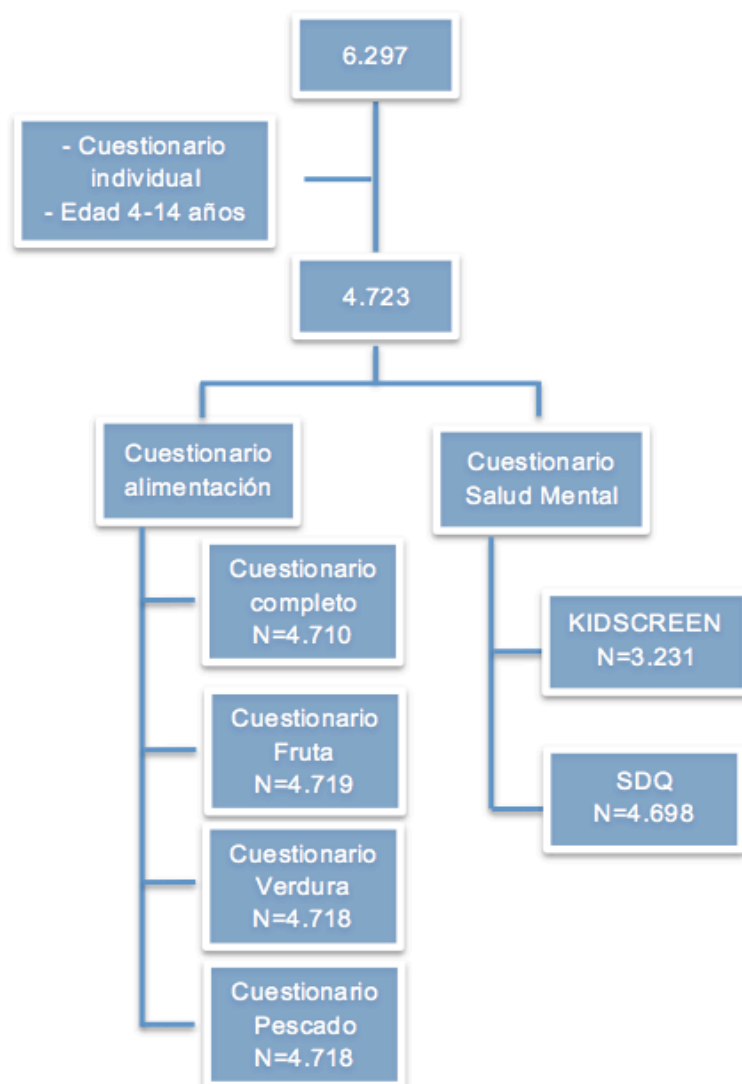 6.297
- Cuestionario
individual
- Edad 4-14 años
4.723
Cuestionario
alimentación
Cuestionario
completo
N=4.710
Cuestionario
Fruta
N=4.719
Cuestionario
Verdura
N=4.718
Cuestionario
Pescado
N=4.718
Cuestionario
Salud Mental
KIDSCREEN
N=3.231
SDQ
N=4.698